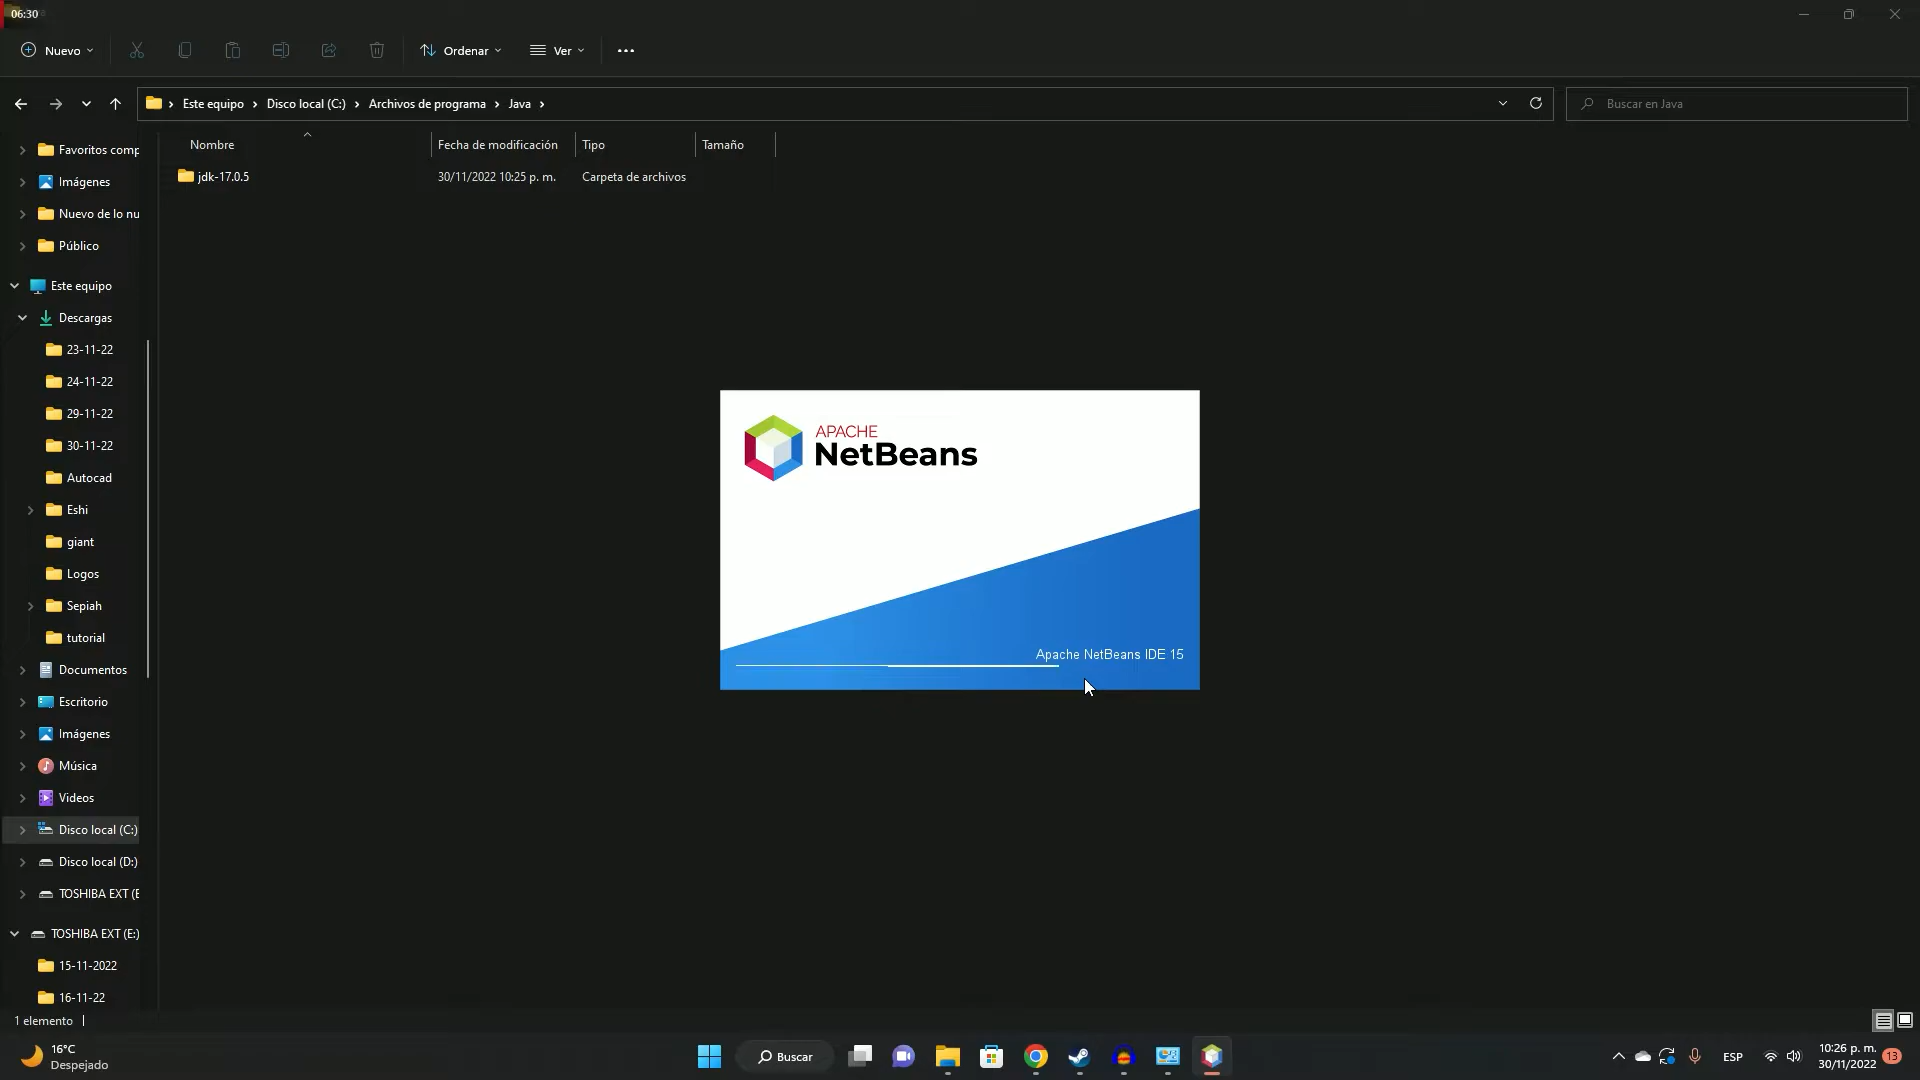 06:30
Nuevo
Ordenar
Ver
Este equipo
Disco local (C:)
Archivos de programa
Java
Buscar en Java
Nombre
Fecha de modificación
Tipo
Tamaño
jdk-17.0.5
30/11/2022 10:25 p. m.
Carpeta de archivos
Favoritos comp
Imágenes
Nuevo de lo nu
Público
Este equipo
Descargas
23-11-22
24-11-22
29-11-22
30-11-22
Autocad
Eshi
giant
Logos
Sepiah
tutorial
Documentos
Escritorio
Imágenes
Música
Videos
Disco local (C:)
Disco local (D:)
TOSHIBA EXT (E
TOSHIBA EXT (E:)
15-11-2022
16-11-22
APACHE
NetBeans
Apache NetBeans IDE 15
1 elemento
16°C
Despejado
Buscar
ESP
10:26 p. m.
30/11/2022
13